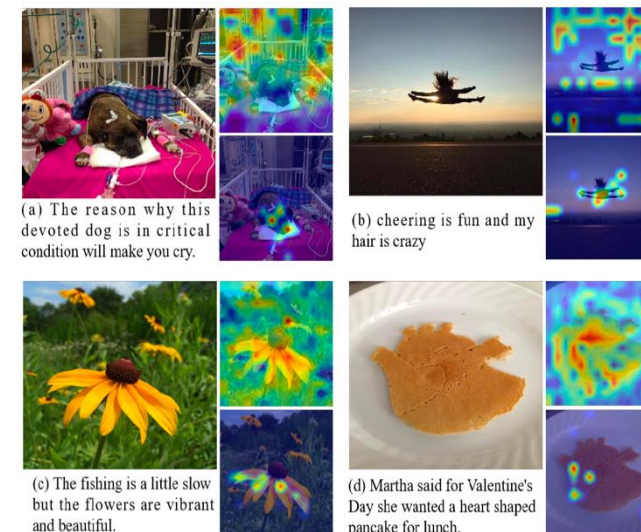 (a) The reason why this
devoted dog is in critical
condition will make you cry.
(b) cheering is fun and my
hair is crazy
(c) The fishing is a little slow
but the flowers are vibrant
and beautiful.
(d) Martha said for Valentine's
Day she wanted a heart shaped
pancake for lunch.